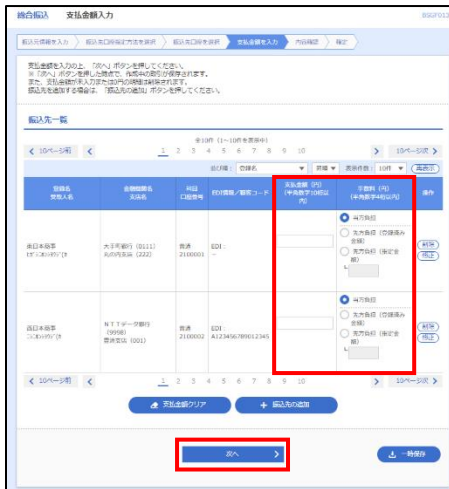 総合振込 支払金額入力 BSGF013
振込元情報を入力 振込先口座指定方法を選択 振込先口座を選択 支払金額を入力 内容確認 確定
支払金額を入力の上、「次へ」ボタンを押してください。
※「次へ」ボタンを押した時点で、作成中の取引が保存されます。
また、支払金額が未入力または0円の明細は削除されます。
振込先を追加する場合は、「振込先の追加」ボタンを押してください。
振込先一覧
全10件（1～10件を表示中）
10ページ前 1 2 3 4 5 6 7 8 9 10 10ページ次
並び順： 登録名 昇順 表示件数： 10件 再表示
登録名 受取人名 金融機関名 支店名 科目 口座番号 EDI情報／顧客コード 支払金額（円）（半角数字10桁以内） 手数料（円）（半角数字4桁以内） 操作
当方負担
先方負担（登録済み金額）
先方負担（指定金額）
東日本商事
大手町銀行（0111）
丸の内支店（222）
普通
2100001
EDI：
－
削除
修正
当方負担
先方負担（登録済み金額）
先方負担（指定金額）
西日本商事
NTTデータ銀行（9998）
豊洲支店（001）
普通
2100002
EDI：
A123456789012345
削除
修正
10ページ前 1 2 3 4 5 6 7 8 9 10 10ページ次
支払金額クリア ＋ 振込先の追加
次へ 一時保存